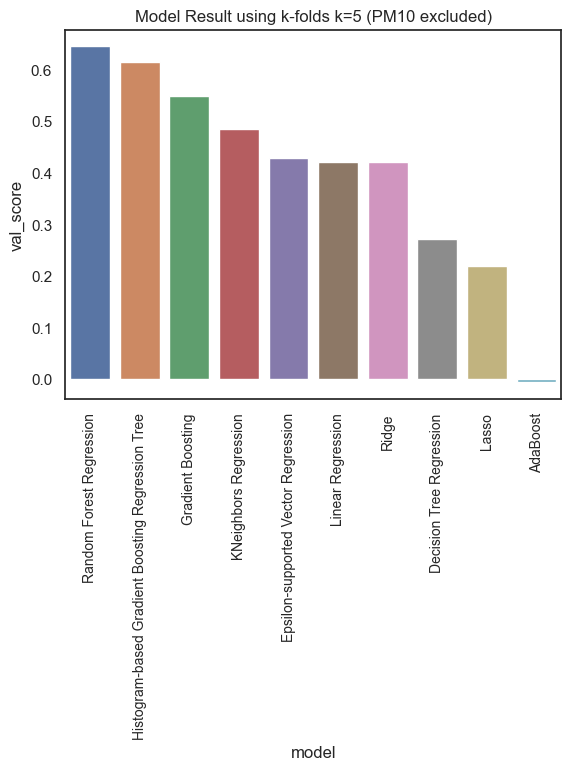 Model Result using k-folds k=5 (PM10 excluded)
val_score
0.6
0.5
0.4
0.3
0.2
0.1
0.0
Random Forest Regression
Histogram-based Gradient Boosting Regression Tree
Gradient Boosting
KNeighbors Regression
Epsilon-supported Vector Regression
Linear Regression
Ridge
Decision Tree Regression
Lasso
AdaBoost
model